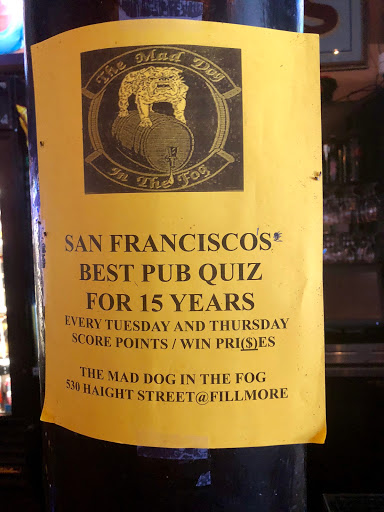 The Mad Dog
In The Fog
SAN FRANCISCOS'
BEST PUB QUIZ
FOR 15 YEARS
EVERY TUESDAY AND THURSDAY
SCORE POINTS / WIN PRI($)ES
THE MAD DOG IN THE FOG
530 HAIGHT STREET@FILLMORE